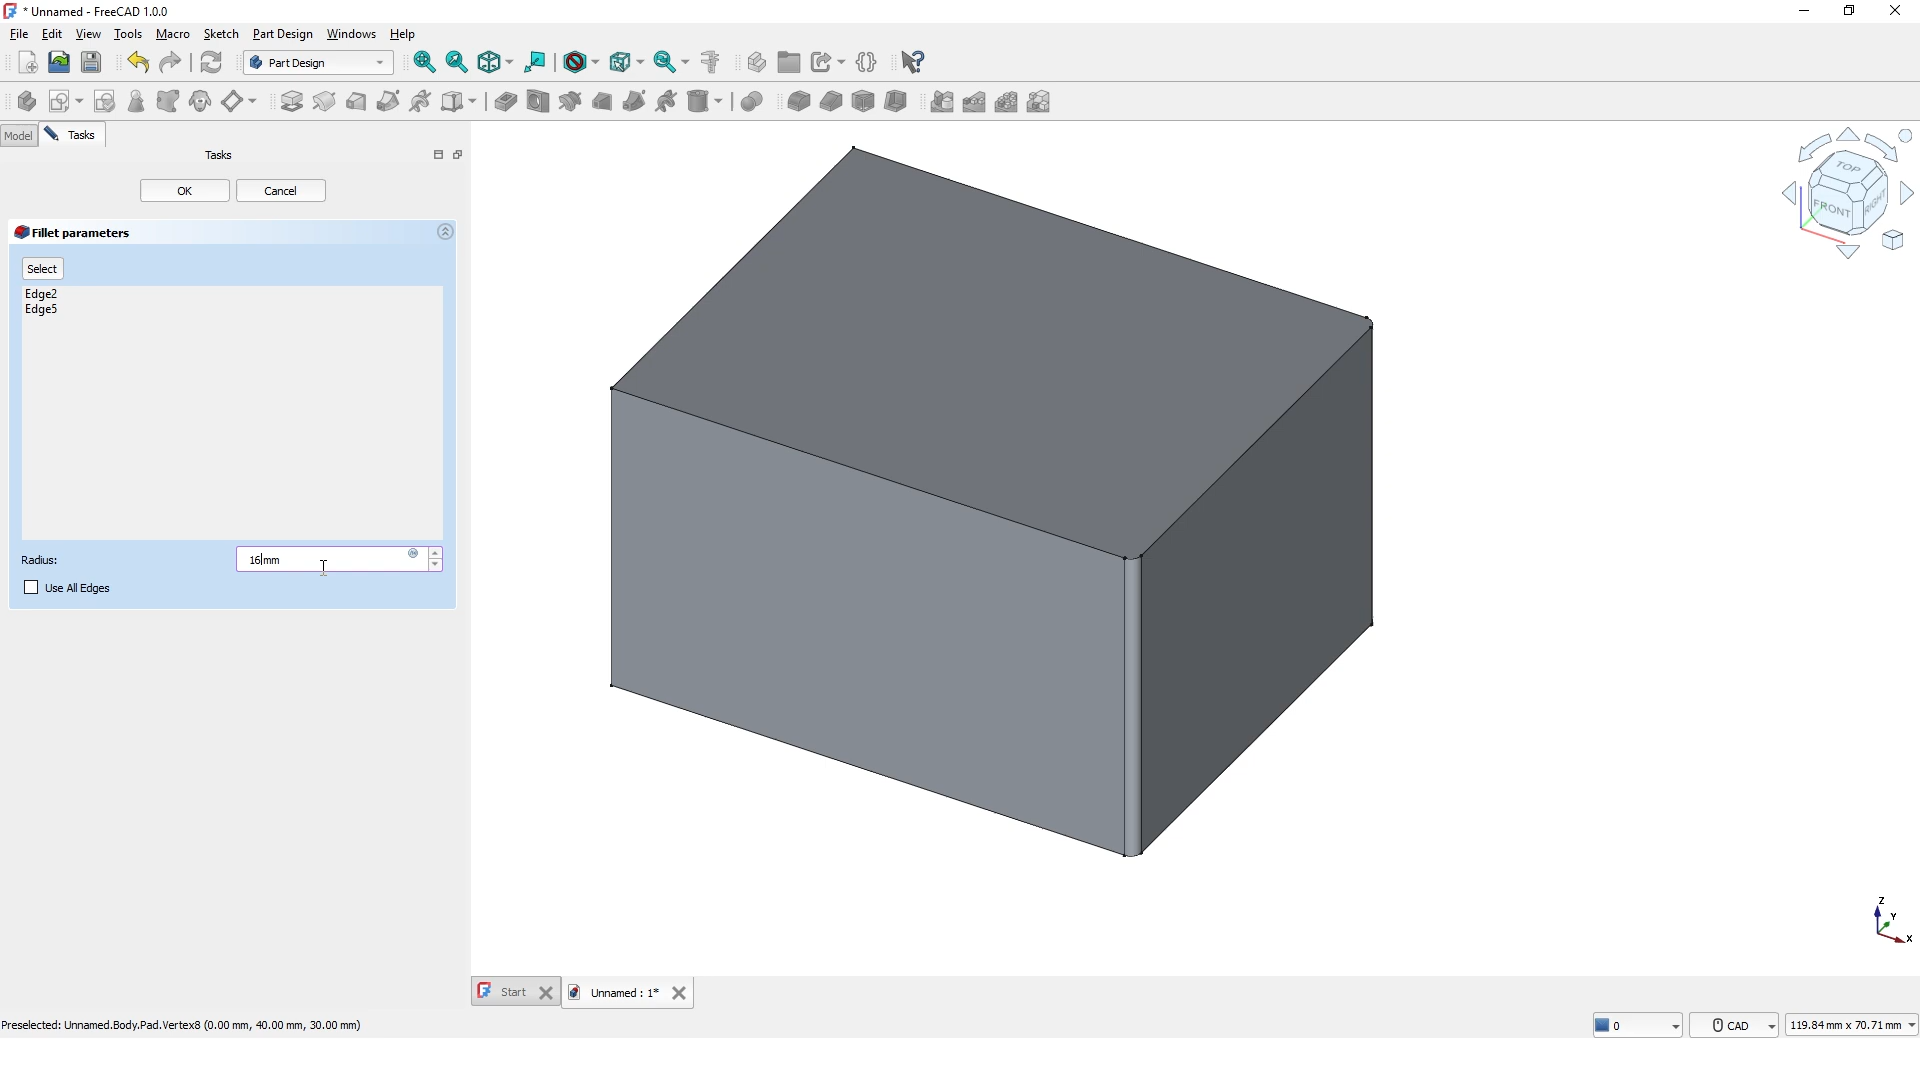 * Unnamed - FreeCAD 1.0.0
File Edit View Tools Macro Sketch Part Design Windows Help
Part Design
Model Tasks
Tasks
OK Cancel
Fillet parameters
Select
Edge2
Edge5
Radius: 16 mm
Use All Edges
TOP
FRONT
RIGHT
Z
Y
X
Start Unnamed : 1*
Preselected: Unnamed.Body.Pad.Vertex8 (0.00 mm, 40.00 mm, 30.00 mm)
0 CAD 119.84 mm x 70.71 mm